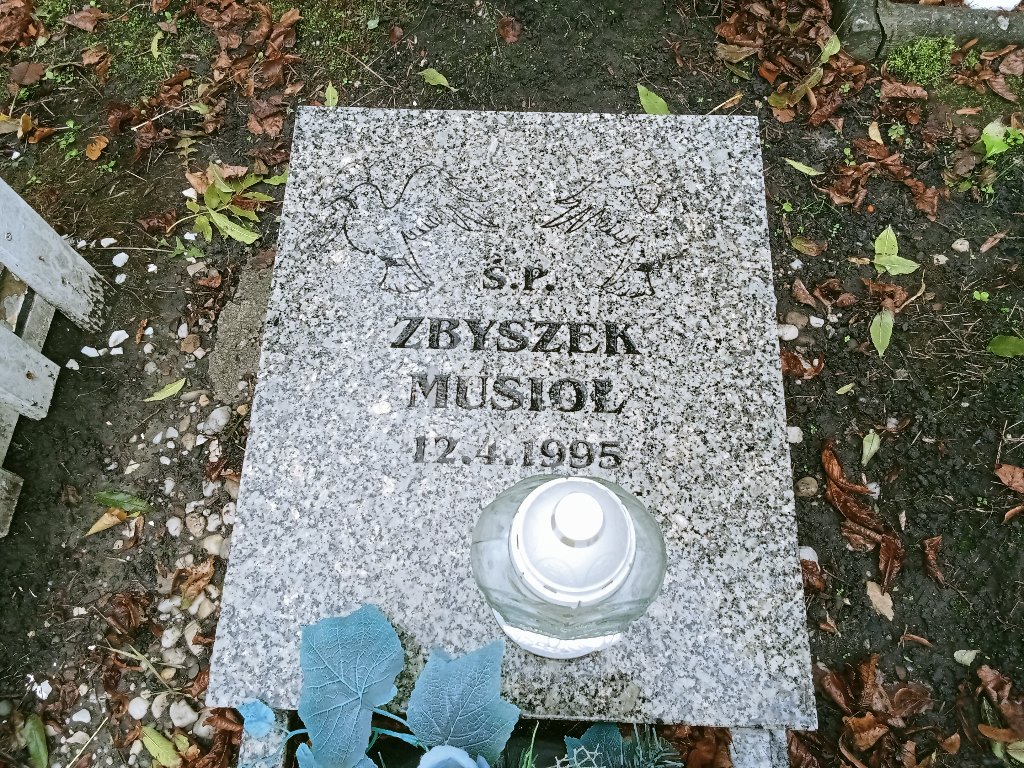 Ś.P.
ZBYSZEK
MUSIOŁ
12.4.1995